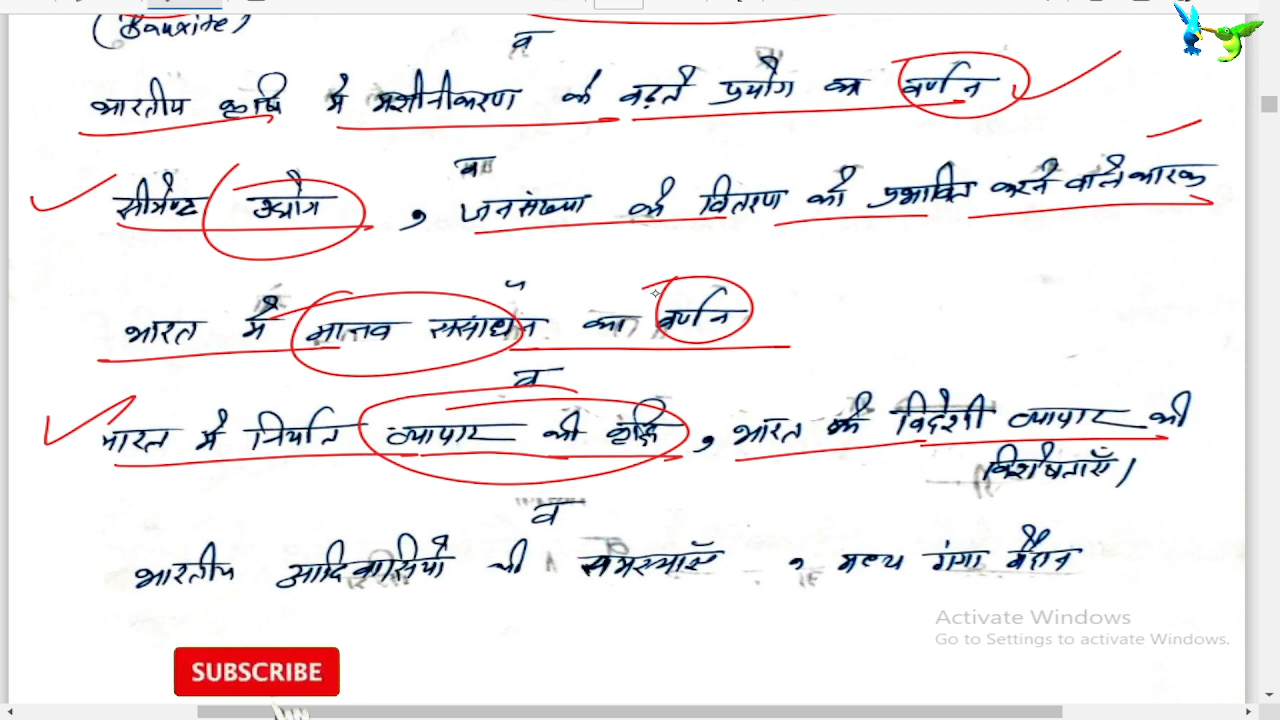 (Bauxite)
व
भारतीय कृषि में मशीनीकरण के बढ़ते प्रयोग का वर्णन
व
सीमेण्ट उद्योग , जनसंख्या के वितरण को प्रभावित करने वाले कारक
भारत में मानव संसाधन का वर्णन
व
भारत में निर्यात व्यापार की वृद्धि , भारत के विदेशी व्यापार की
विशेषताएँ।
व
भारतीय आदिवासियों की समस्याएँ , मध्य गंगा मैदान
Activate Windows
Go to Settings to activate Windows.
SUBSCRIBE